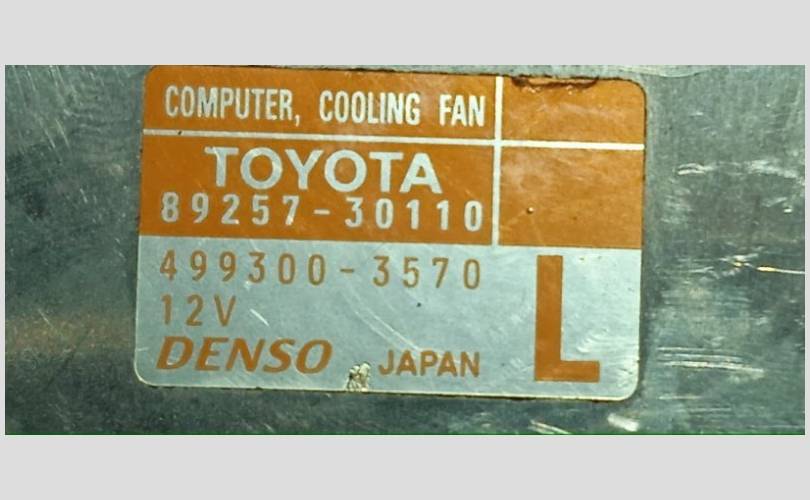 COMPUTER, COOLING FAN
TOYOTA
89257-30110
499300-3570
12V
DENSO JAPAN
L